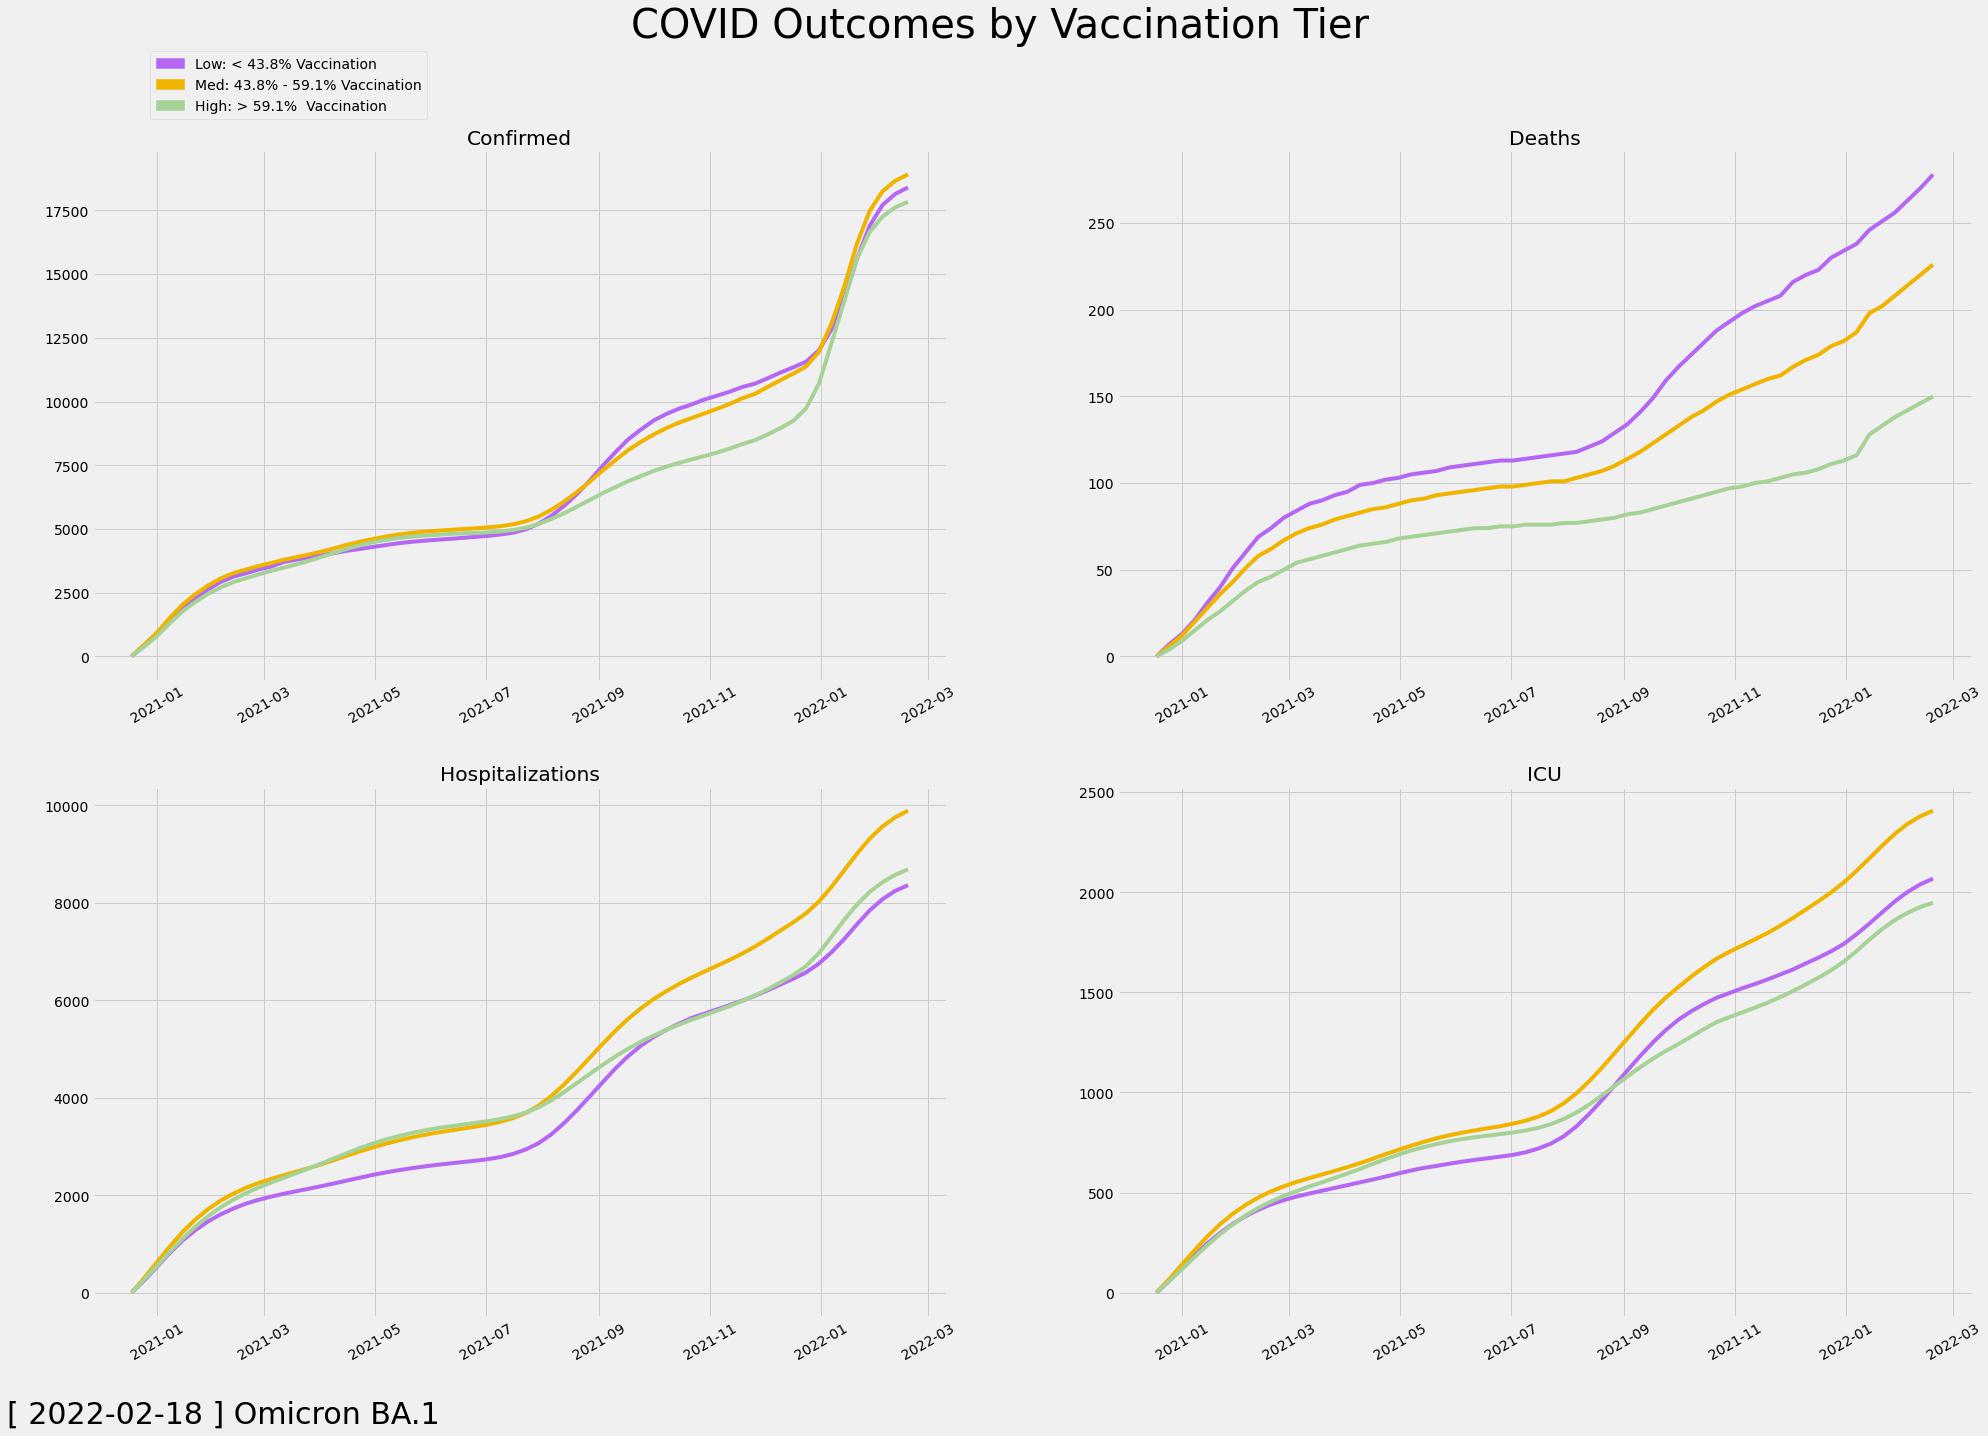 COVID Outcomes by Vaccination Tier
Low: < 43.8% Vaccination
Med: 43.8% - 59.1% Vaccination
High: > 59.1%  Vaccination
Confirmed
17500
15000
12500
10000
7500
5000
2500
0
2021-01 2021-03 2021-05 2021-07 2021-09 2021-11 2022-01 2022-03
Deaths
250
200
150
100
50
0
2021-01 2021-03 2021-05 2021-07 2021-09 2021-11 2022-01 2022-03
Hospitalizations
10000
8000
6000
4000
2000
0
2021-01 2021-03 2021-05 2021-07 2021-09 2021-11 2022-01 2022-03
ICU
2500
2000
1500
1000
500
0
2021-01 2021-03 2021-05 2021-07 2021-09 2021-11 2022-01 2022-03
[ 2022-02-18 ] Omicron BA.1